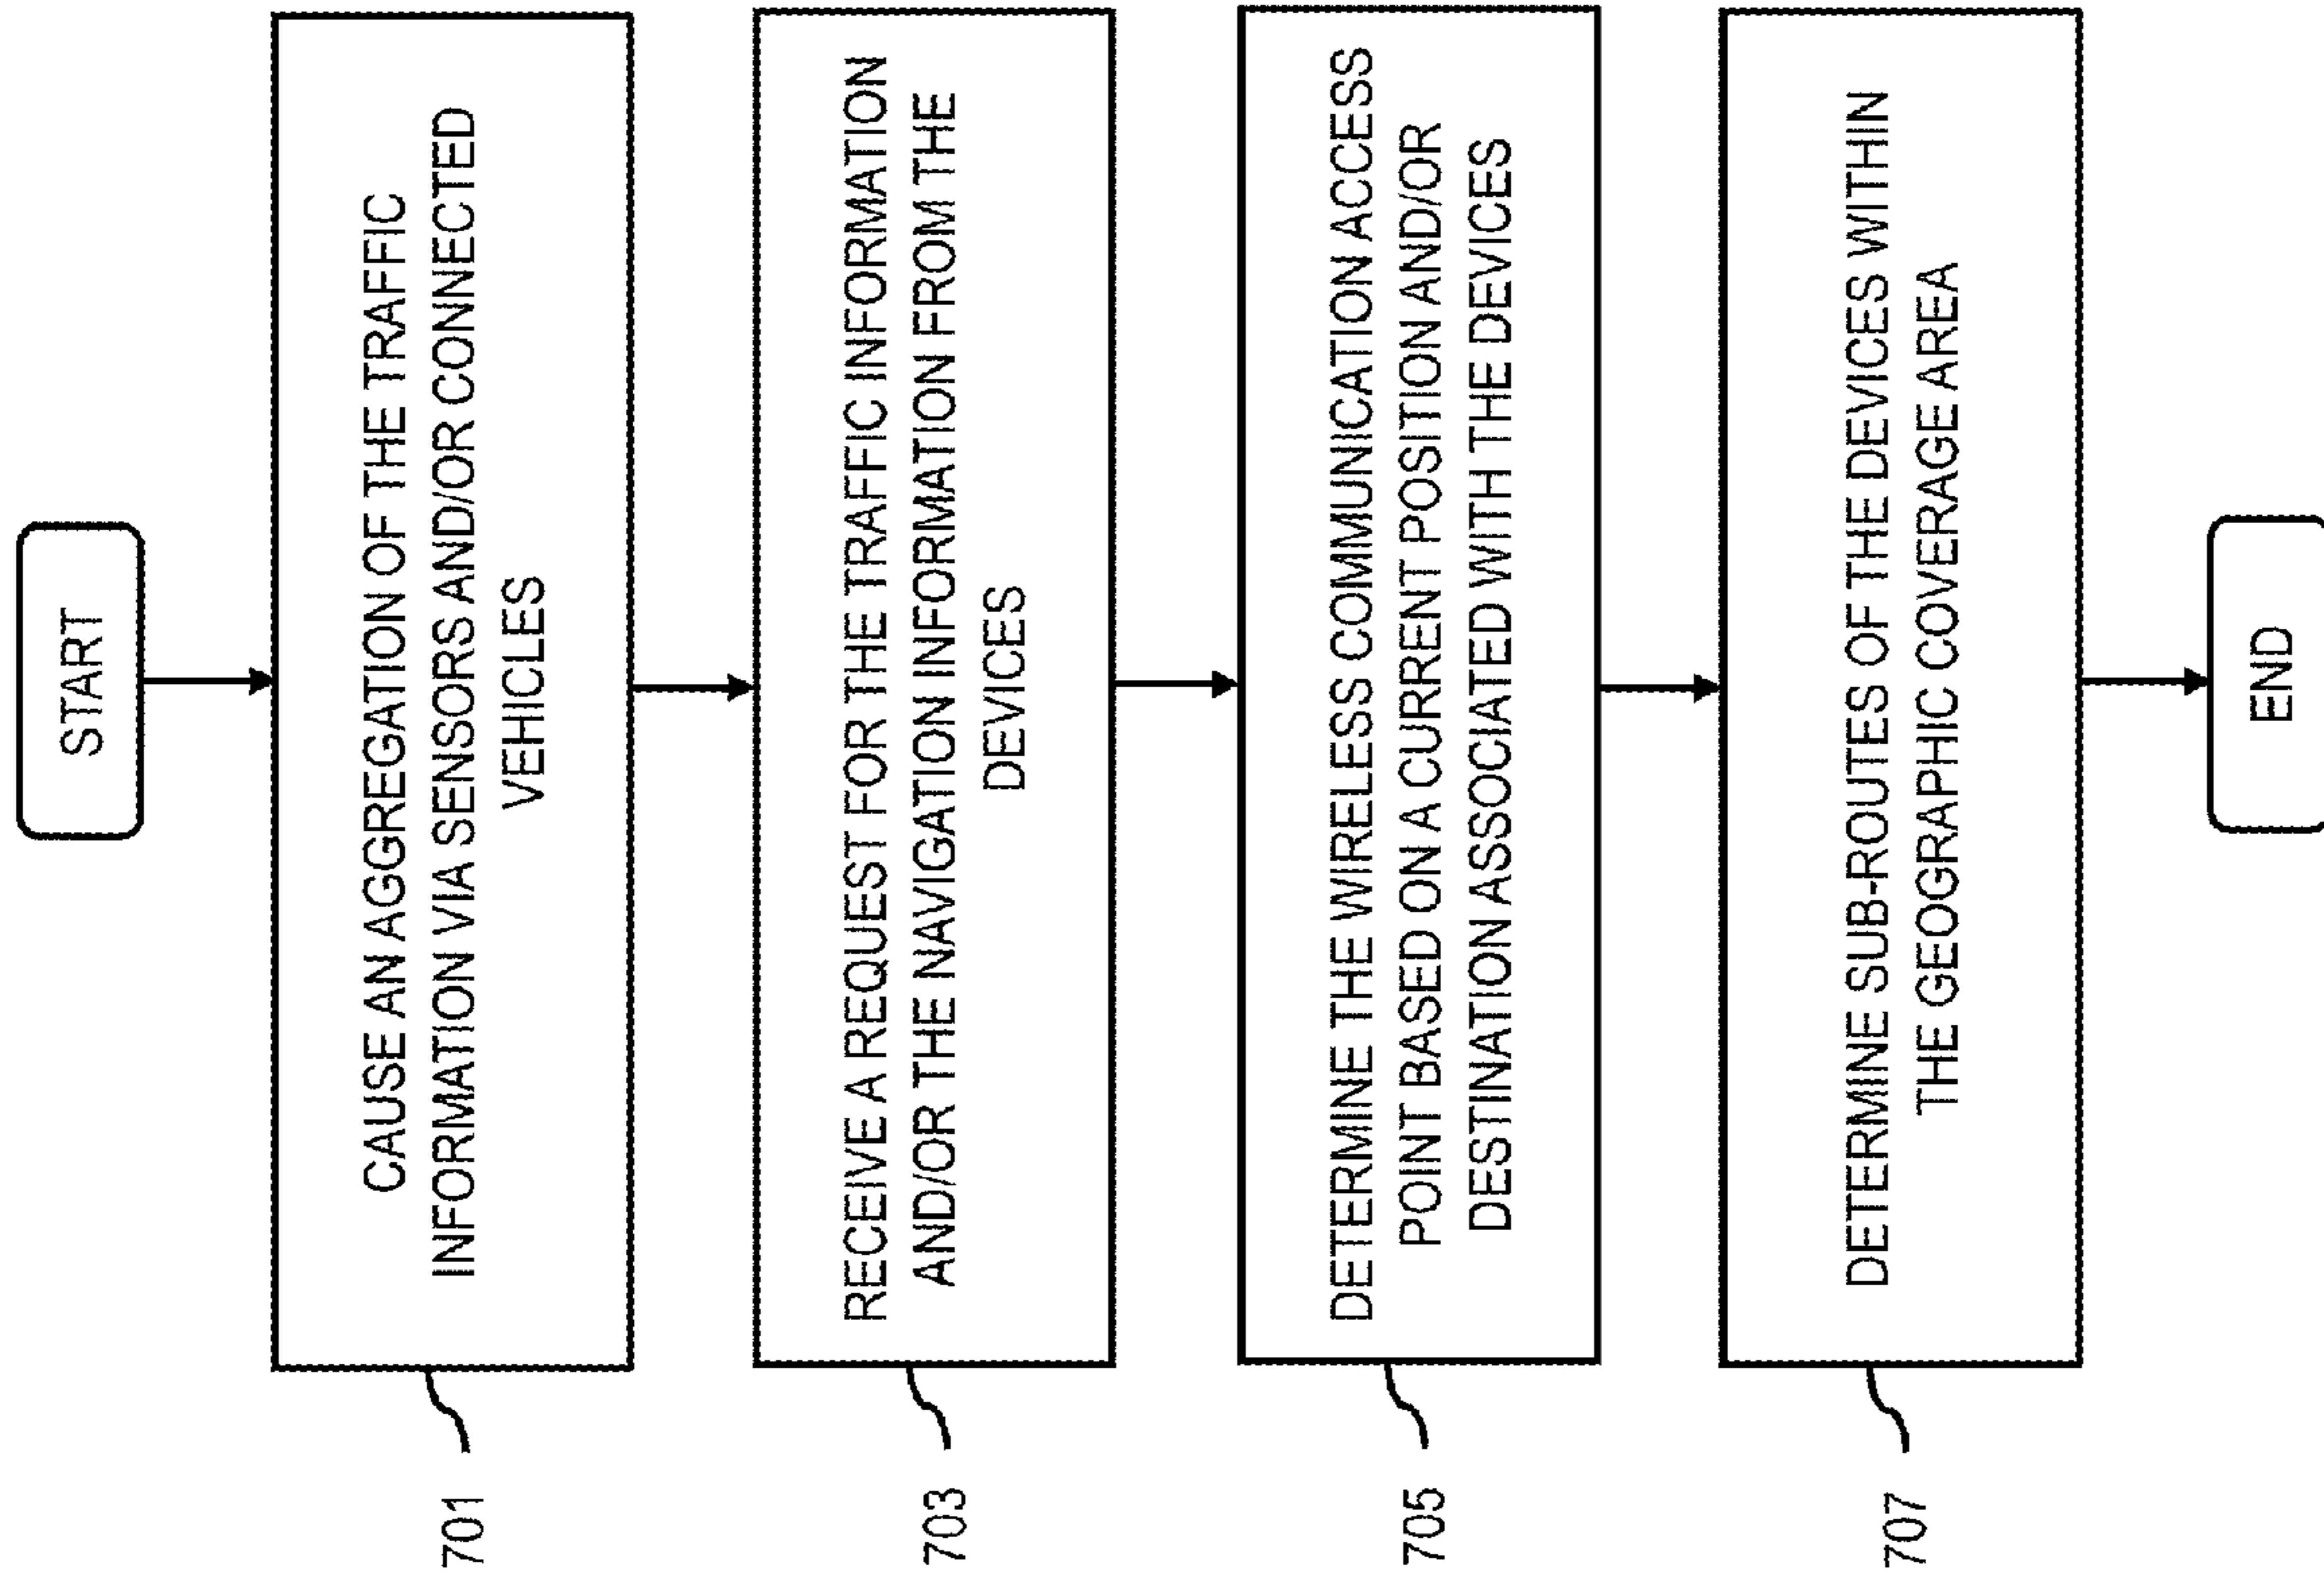 START
701
CAUSE AN AGGREGATION OF THE TRAFFIC
INFORMATION VIA SENSORS AND/OR CONNECTED
VEHICLES
703
RECEIVE A REQUEST FOR THE TRAFFIC INFORMATION
AND/OR THE NAVIGATION INFORMATION FROM THE
DEVICES
705
DETERMINE THE WIRELESS COMMUNICATION ACCESS
POINT BASED ON A CURRENT POSITION AND/OR
DESTINATION ASSOCIATED WITH THE DEVICES
707
DETERMINE SUB-ROUTES OF THE DEVICES WITHIN
THE GEOGRAPHIC COVERAGE AREA
END